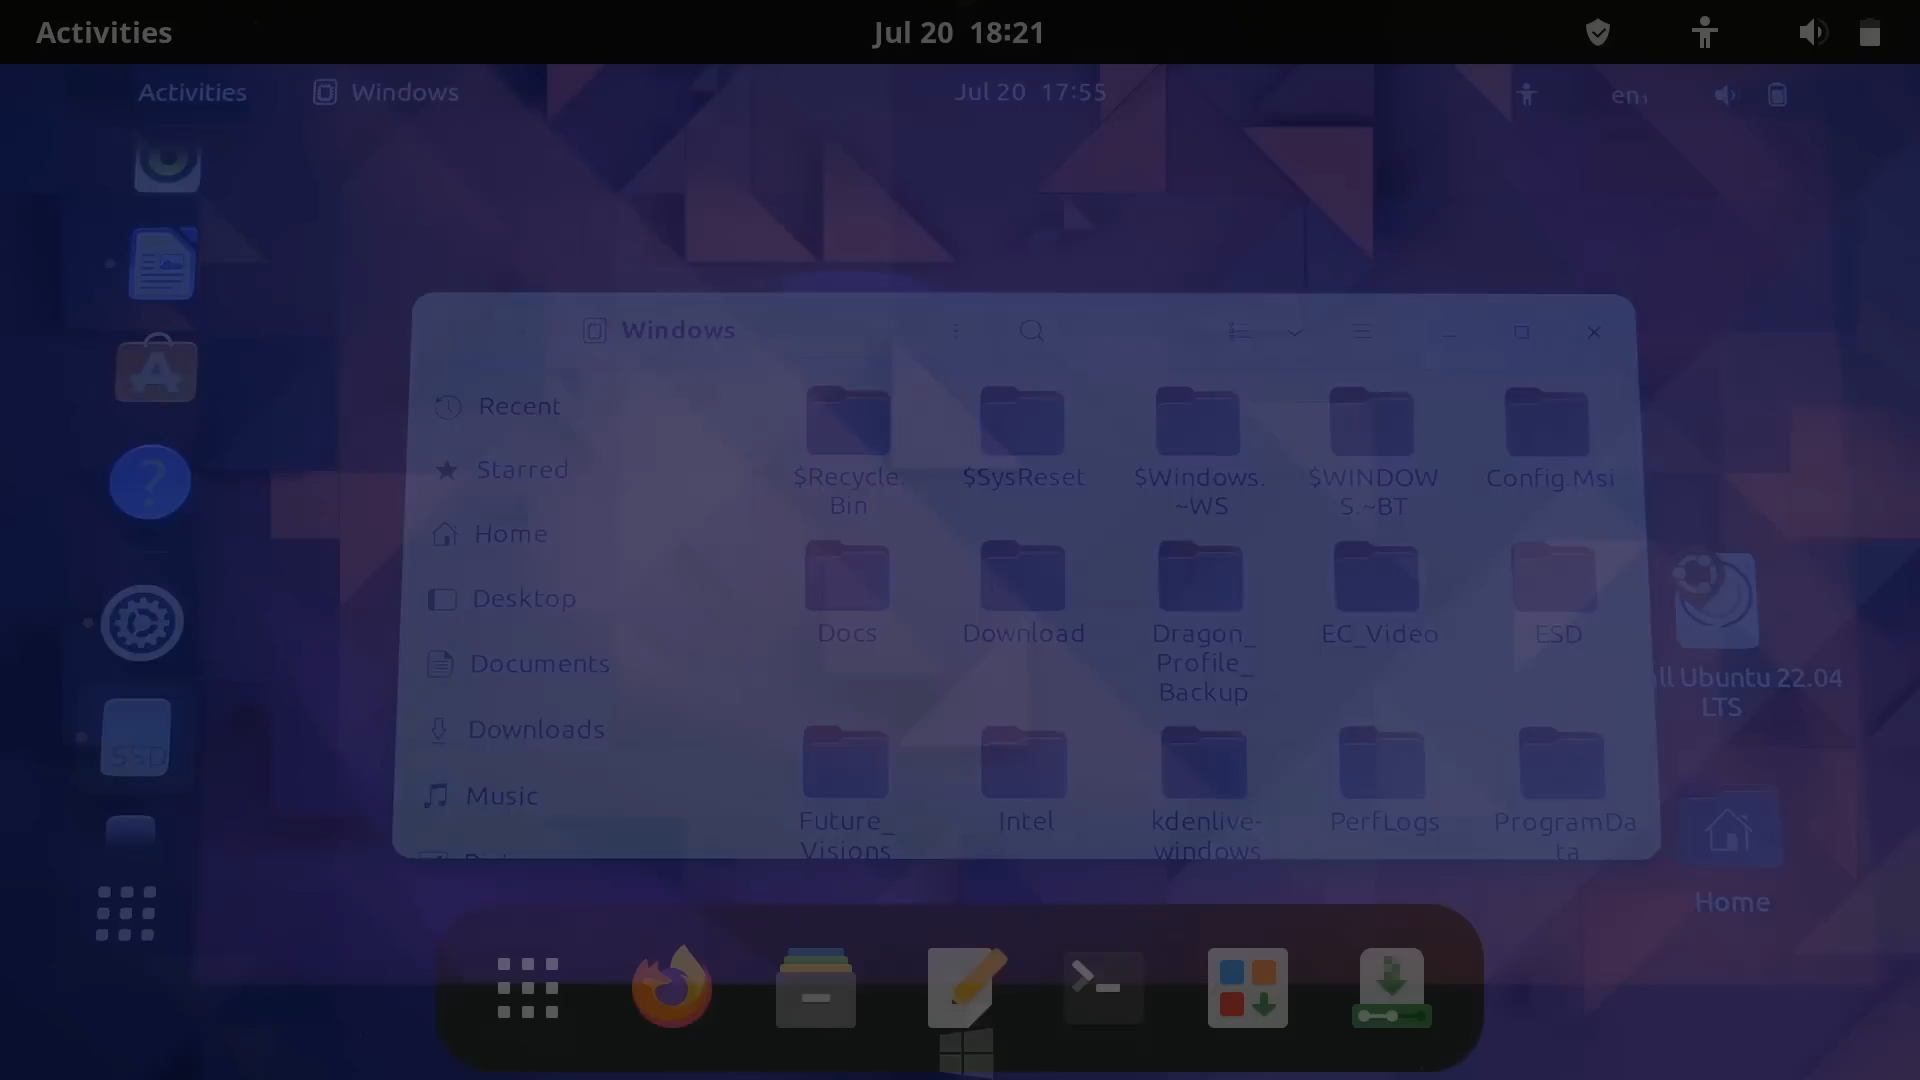 Activities
Jul 20 18:21
Activities
Windows
Jul 20 17:55
en₁
Windows
Recent
Starred
Home
Desktop
Documents
Downloads
Music
$Recycle.
Bin
$SysReset
$Windows.
~WS
$WINDOW
S.~BT
Config.Msi
Docs
Download
Dragon_
Profile_
Backup
EC_Video
ESD
Future_
Visions
Intel
kdenlive-
windows
PerfLogs
ProgramDa
ta
SSD
ll Ubuntu 22.04
LTS
Home